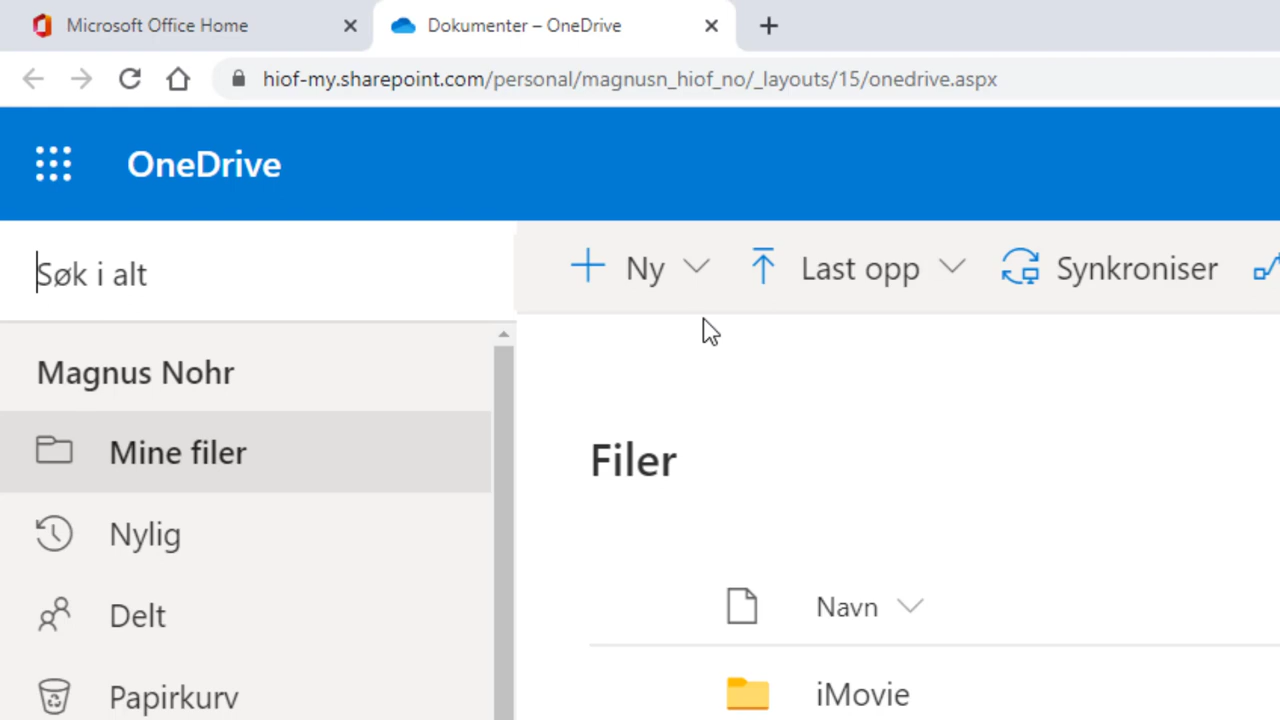 Microsoft Office Home
Dokumenter – OneDrive
hiof-my.sharepoint.com/personal/magnusn_hiof_no/_layouts/15/onedrive.aspx
OneDrive
Søk i alt
Ny
Last opp
Synkroniser
Magnus Nohr
Mine filer
Nylig
Delt
Papirkurv
Filer
Navn
iMovie